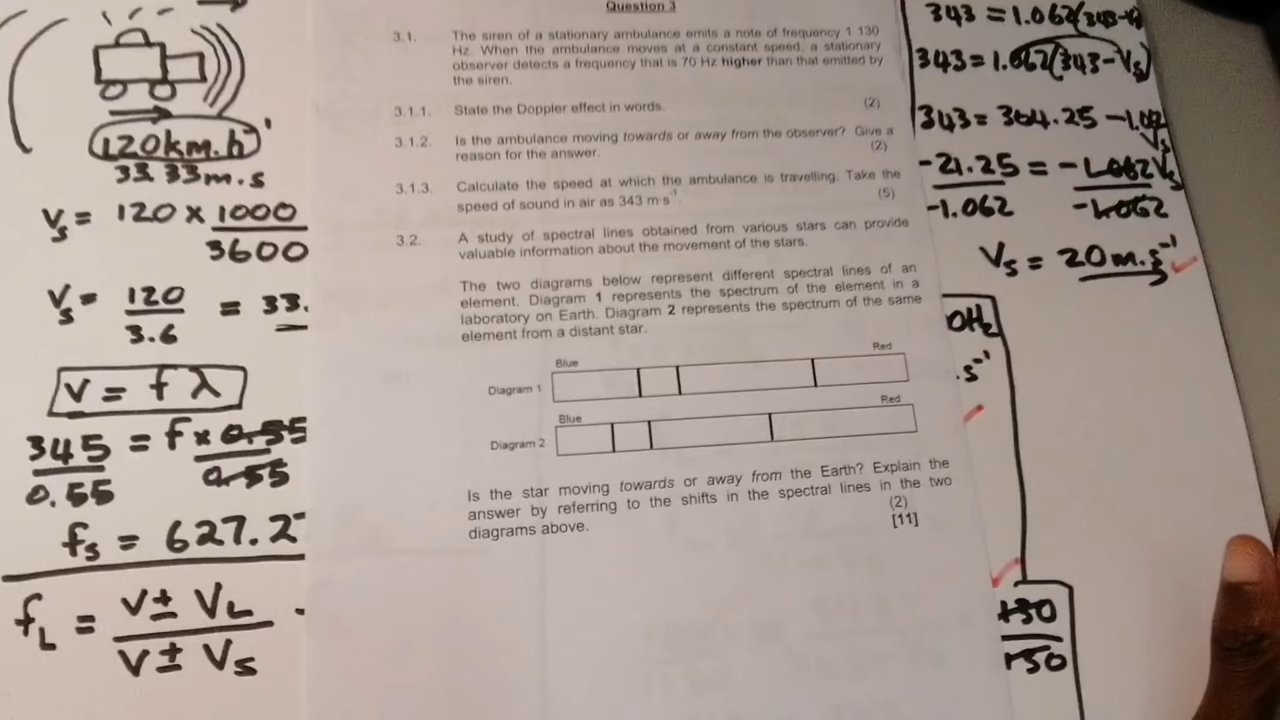 120km.h
33.33m.s
Vs = 120 x 1000
3600
Vs = 120 = 33.
3.6
V = f λ
345 = f x 0.55
0.55 0.55
fs = 627.2
fL = V ± VL
V ± Vs
Question 3
3.1. The siren of a stationary ambulance emits a note of frequency 1 130
Hz. When the ambulance moves at a constant speed, a stationary
observer detects a frequency that is 70 Hz higher than that emitted by
the siren.
3.1.1. State the Doppler effect in words. (2)
3.1.2. Is the ambulance moving towards or away from the observer? Give a
reason for the answer. (2)
3.1.3. Calculate the speed at which the ambulance is travelling. Take the
speed of sound in air as 343 m·s-1. (5)
3.2. A study of spectral lines obtained from various stars can provide
valuable information about the movement of the stars.
The two diagrams below represent different spectral lines of an
element. Diagram 1 represents the spectrum of the element in a
laboratory on Earth. Diagram 2 represents the spectrum of the same
element from a distant star.
Blue Red
Diagram 1
Blue Red
Diagram 2
Is the star moving towards or away from the Earth? Explain the
answer by referring to the shifts in the spectral lines in the two
diagrams above. (2)
[11]
343 = 1.062(343-
343 = 1.062(343 - Vs)
343 = 364.25 - 1.062
Vs
-21.25 = -1.062Vs
-1.062 -1.062
Vs = 20m.s-1
0Hz
.s-1
+30
+50